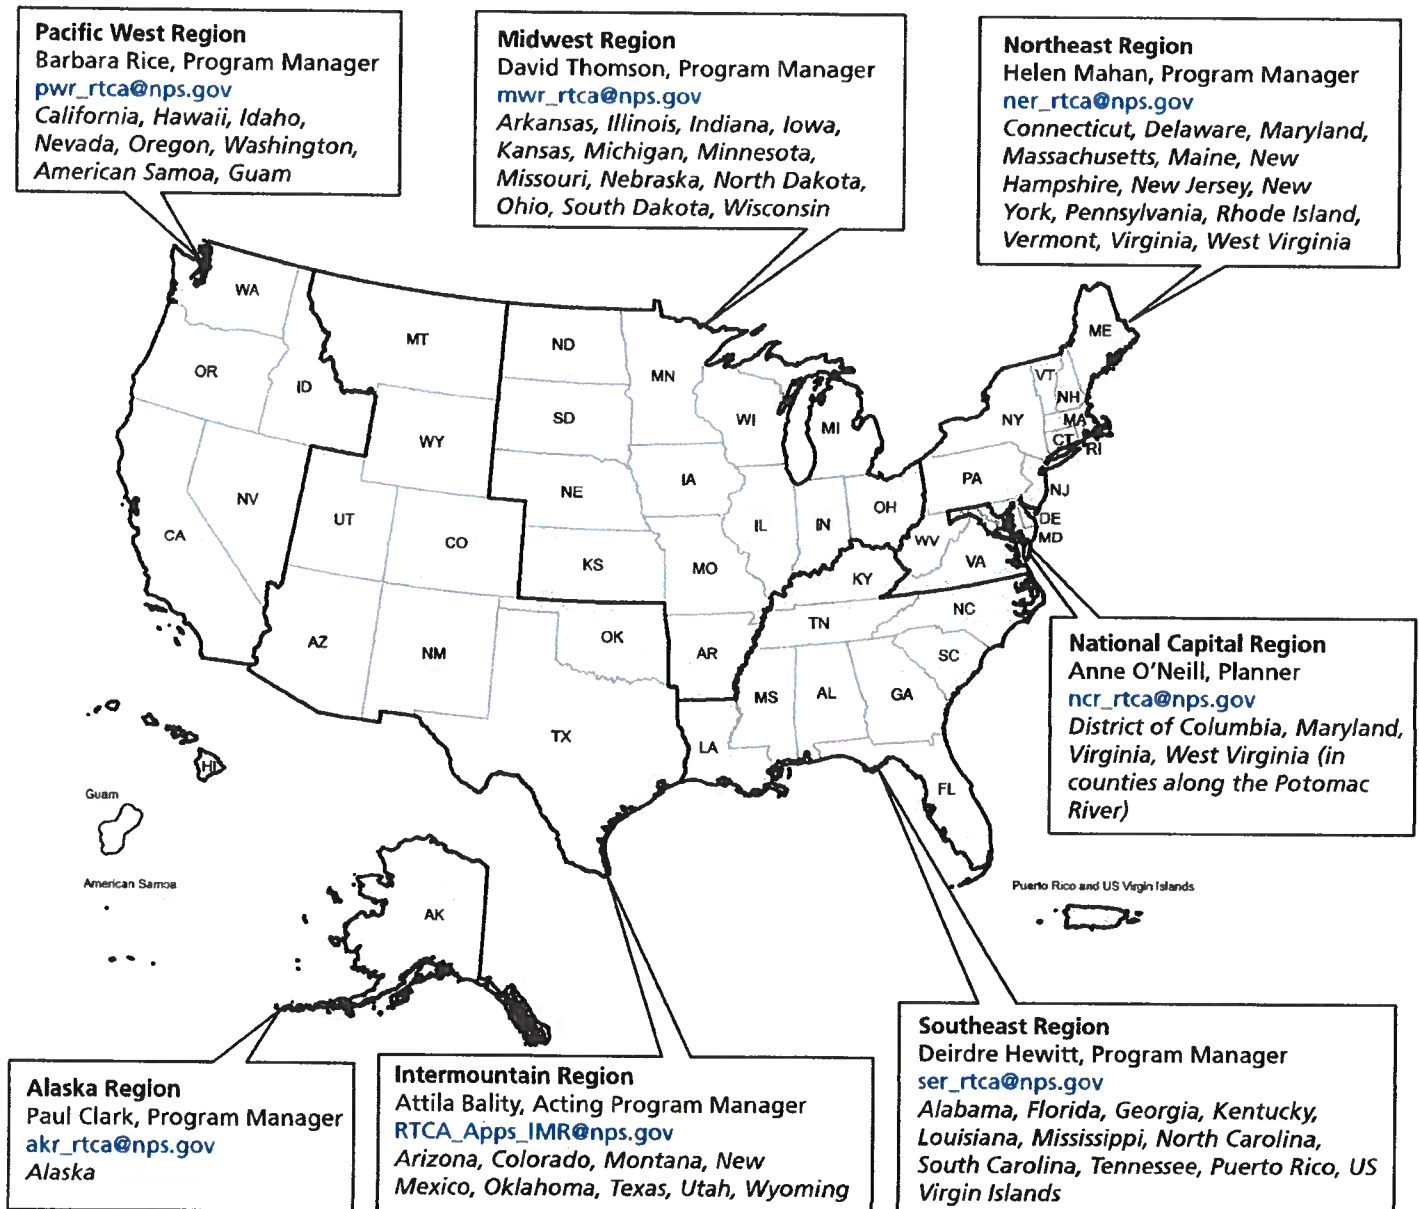 Pacific West Region
Barbara Rice, Program Manager
pwr_rtca@nps.gov
California, Hawaii, Idaho,
Nevada, Oregon, Washington,
American Samoa, Guam
Midwest Region
David Thomson, Program Manager
mwr_rtca@nps.gov
Arkansas, Illinois, Indiana, Iowa,
Kansas, Michigan, Minnesota,
Missouri, Nebraska, North Dakota,
Ohio, South Dakota, Wisconsin
Northeast Region
Helen Mahan, Program Manager
ner_rtca@nps.gov
Connecticut, Delaware, Maryland,
Massachusetts, Maine, New
Hampshire, New Jersey, New
York, Pennsylvania, Rhode Island,
Vermont, Virginia, West Virginia
WA
MT
ND
MN
ME
OR
ID
SD
WI
MI
VT
NH
NY
MA
CT
RI
WY
NE
IA
PA
NJ
NV
UT
CO
IL
IN
OH
DE
MD
CA
KS
MO
WV
VA
KY
AZ
NM
OK
AR
TN
NC
SC
MS
AL
GA
TX
LA
FL
HI
Guam
American Samoa
AK
Puerto Rico and US Virgin Islands
National Capital Region
Anne O'Neill, Planner
ncr_rtca@nps.gov
District of Columbia, Maryland,
Virginia, West Virginia (in
counties along the Potomac
River)
Alaska Region
Paul Clark, Program Manager
akr_rtca@nps.gov
Alaska
Intermountain Region
Attila Bality, Acting Program Manager
RTCA_Apps_IMR@nps.gov
Arizona, Colorado, Montana, New
Mexico, Oklahoma, Texas, Utah, Wyoming
Southeast Region
Deirdre Hewitt, Program Manager
ser_rtca@nps.gov
Alabama, Florida, Georgia, Kentucky,
Louisiana, Mississippi, North Carolina,
South Carolina, Tennessee, Puerto Rico, US
Virgin Islands